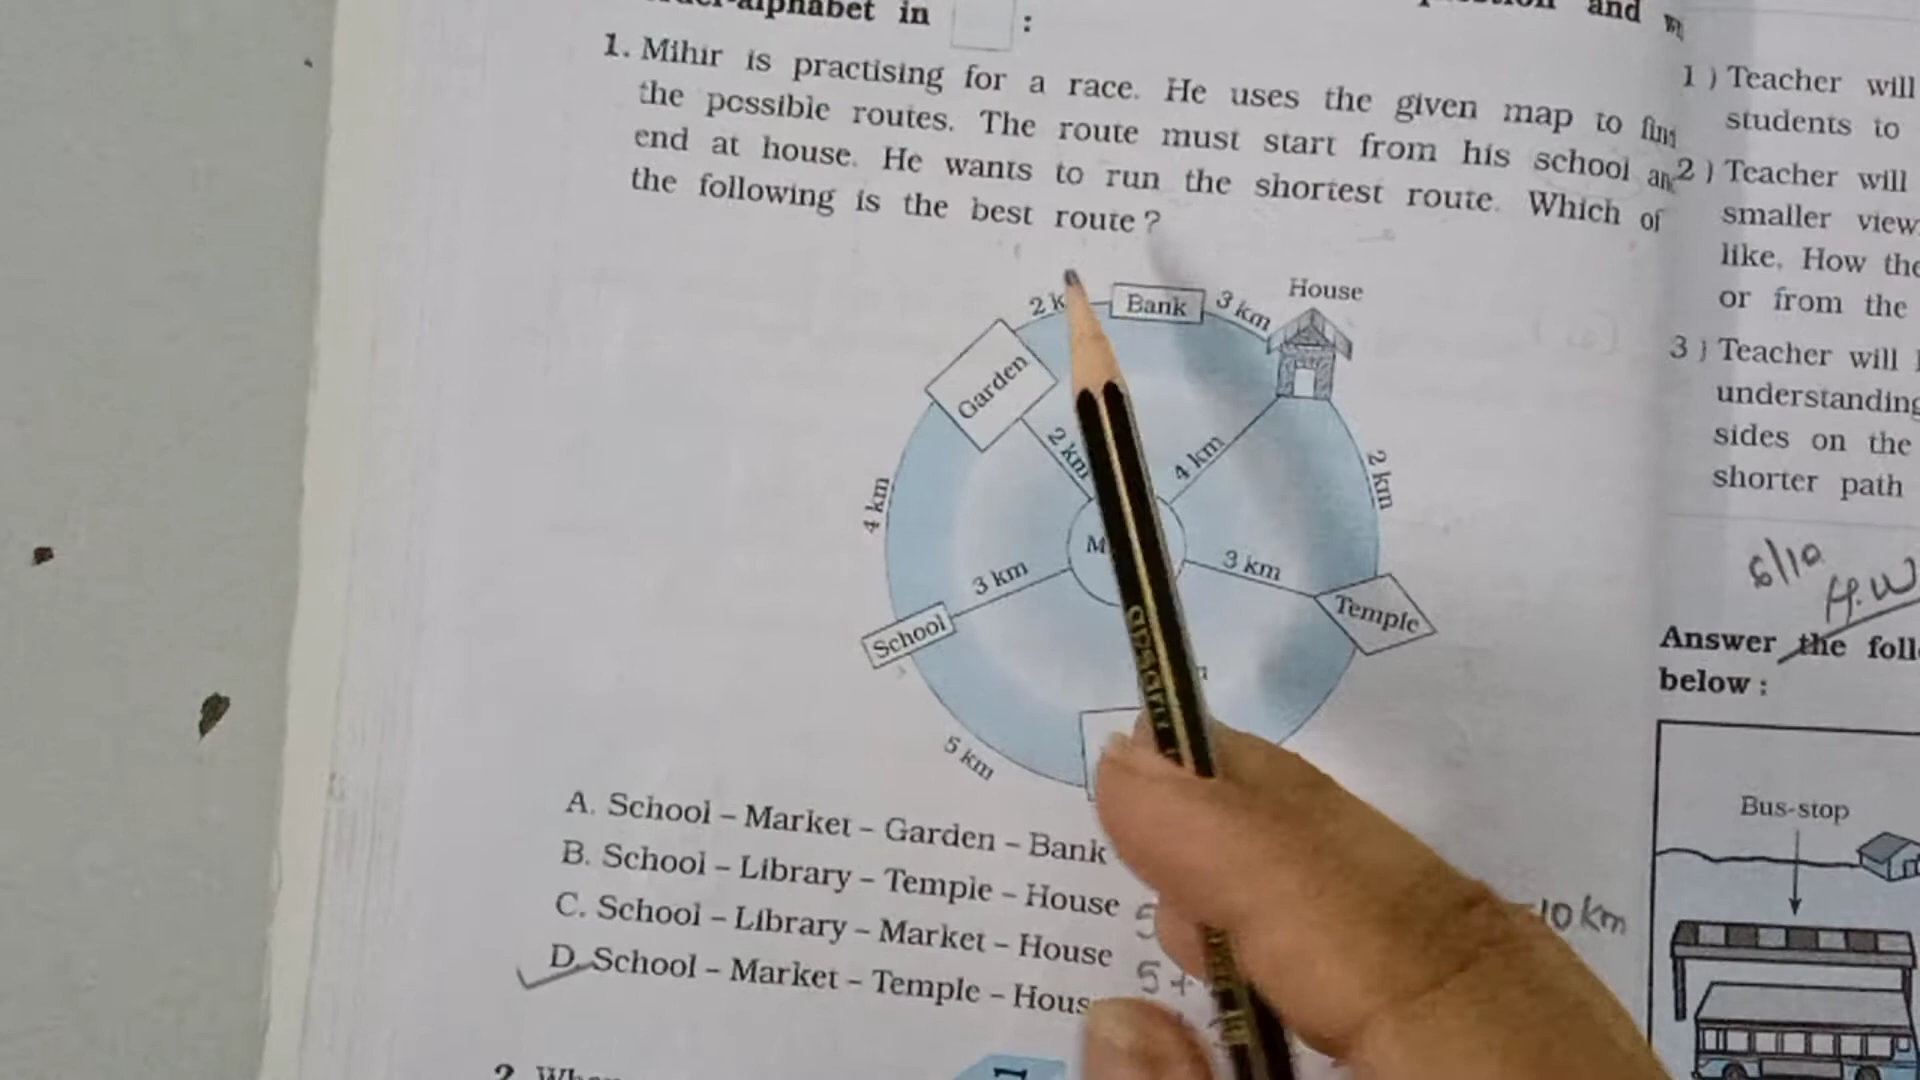 alphabet in :
and
1. Mihir is practising for a race. He uses the given map to find
the possible routes. The route must start from his school and
end at house. He wants to run the shortest route. Which of
the following is the best route ?
House
Bank
3 km
2 k
Garden
2 km
4 km
2 km
4 km
M
3 km
3 km
Temple
School
5 km
A. School – Market – Garden – Bank
B. School – Library – Temple – House
C. School – Library – Market – House 5
10 km
D. School – Market – Temple – Hous 5+
2.
1 ) Teacher will
students to
2 ) Teacher will
smaller view
like. How the
or from the
3 ) Teacher will
understanding
sides on the
shorter path
6/10
H.W
Answer the foll
below :
Bus-stop
apsara